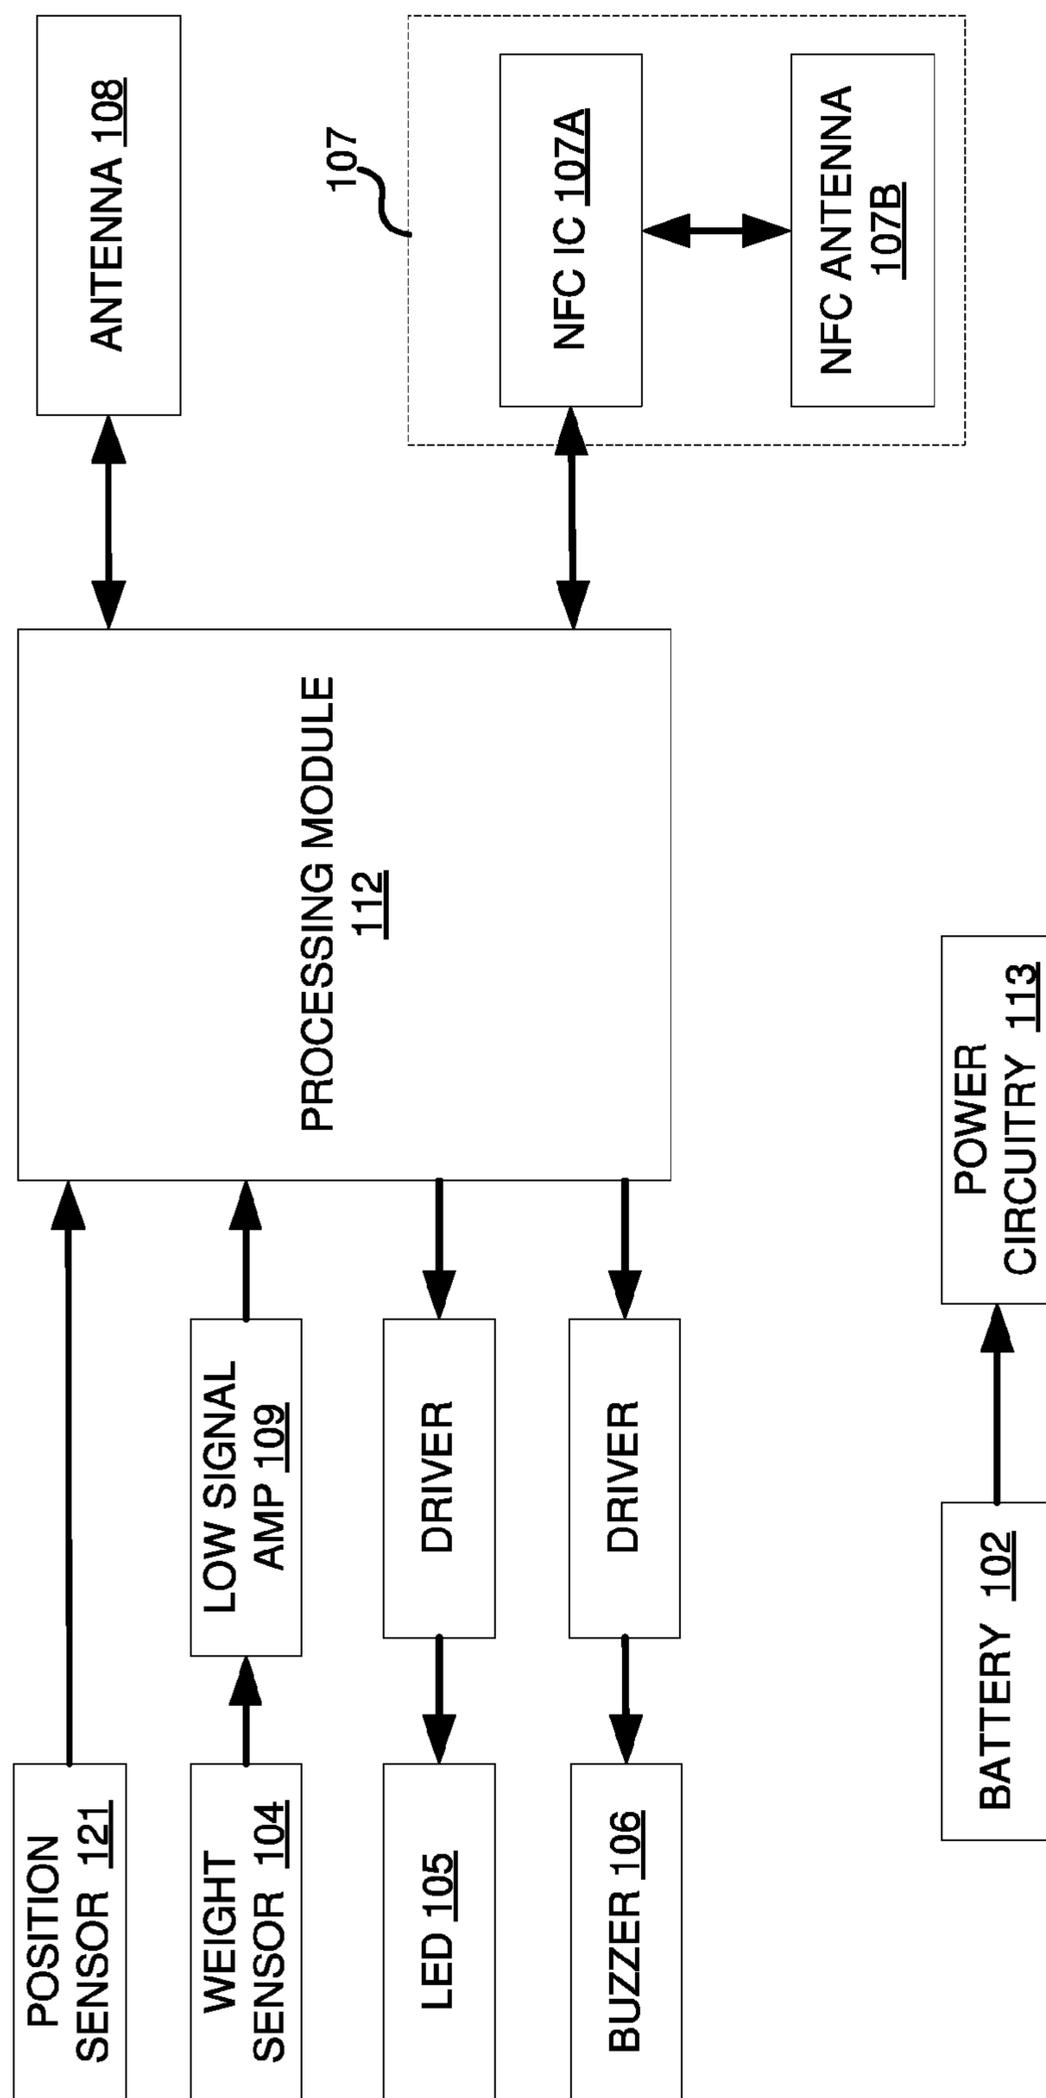 POSITION
SENSOR 121
WEIGHT
SENSOR 104
LOW SIGNAL
AMP 109
LED 105
DRIVER
BUZZER 106
DRIVER
PROCESSING MODULE
112
ANTENNA 108
107
NFC IC 107A
NFC ANTENNA
107B
BATTERY 102
POWER
CIRCUITRY 113